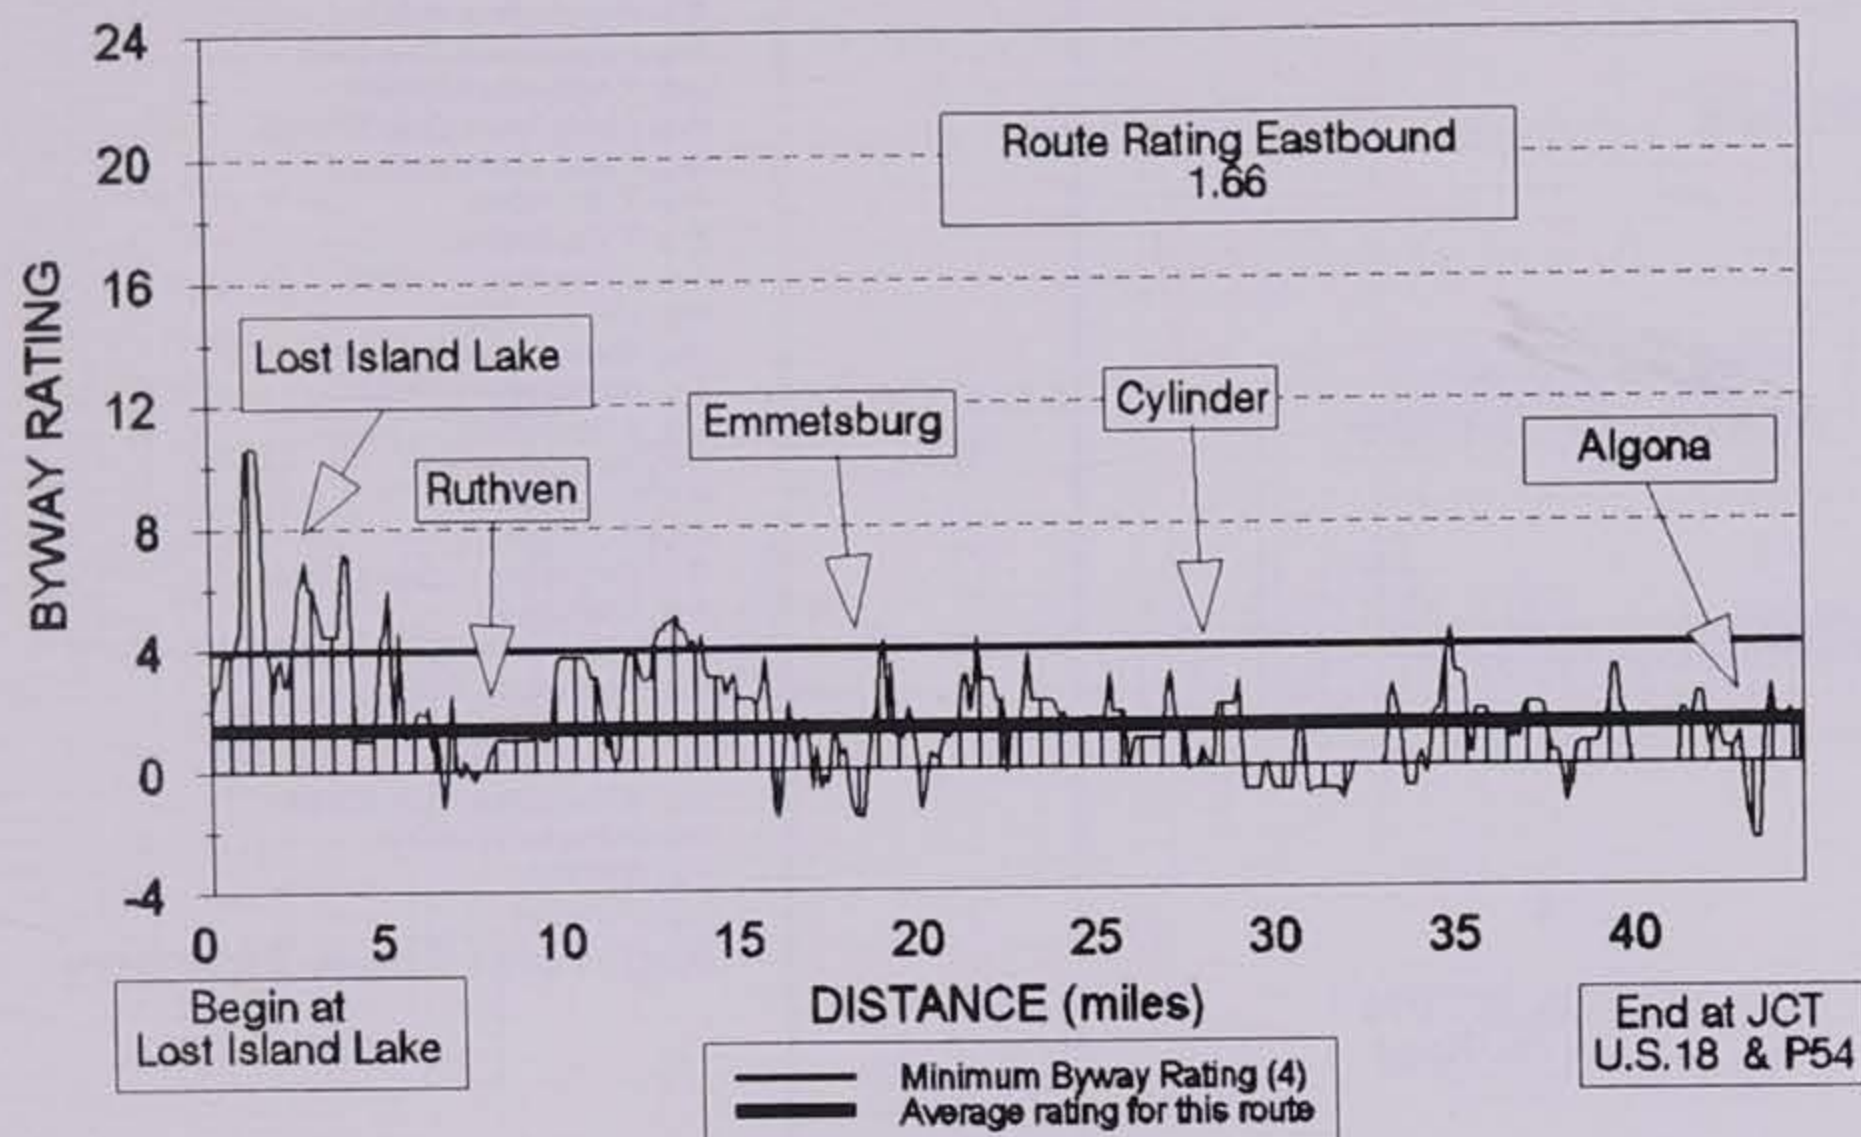 24
20
16
12
8
4
0
-4
BYWAY RATING
Route Rating Eastbound
1.66
Lost Island Lake
Ruthven
Emmetsburg
Cylinder
Algona
0 5 10 15 20 25 30 35 40
DISTANCE (miles)
Begin at
Lost Island Lake
End at JCT
U.S.18 & P54
Minimum Byway Rating (4)
Average rating for this route